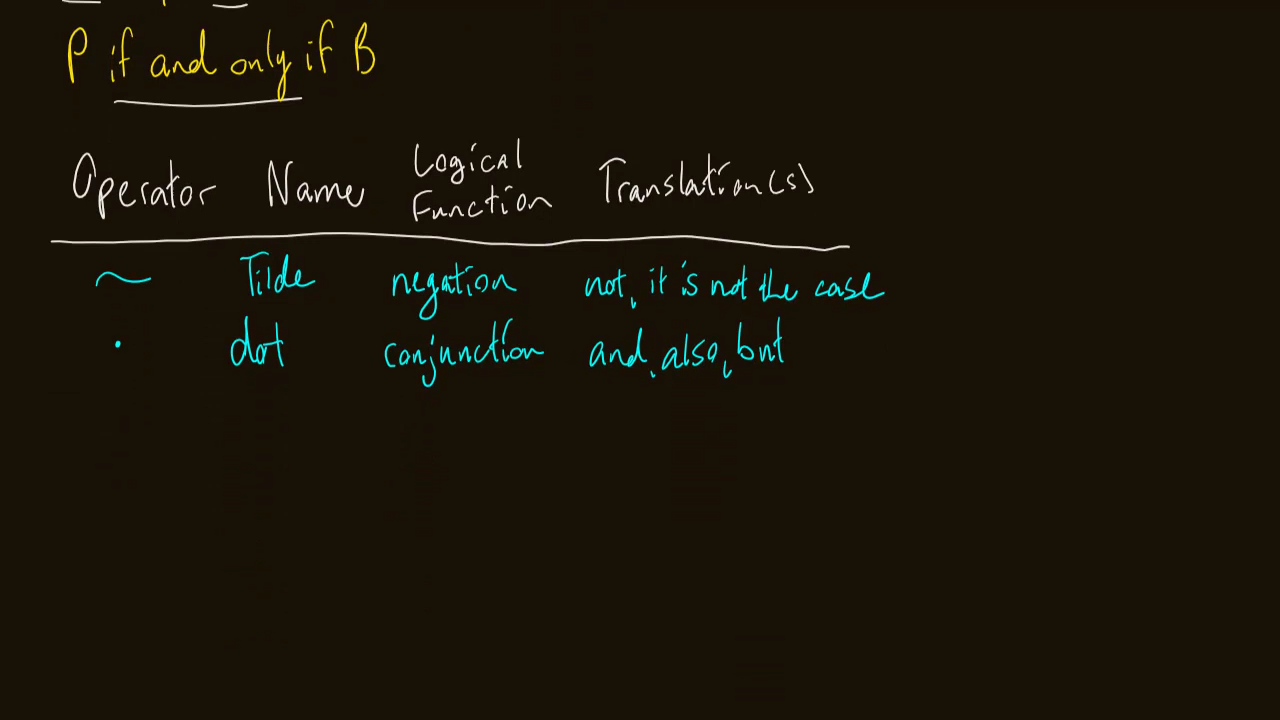 P if and only if B
Operator Name Logical Function Translation(s)
~ Tilde negation not, it is not the case
· dot conjunction and, also, but